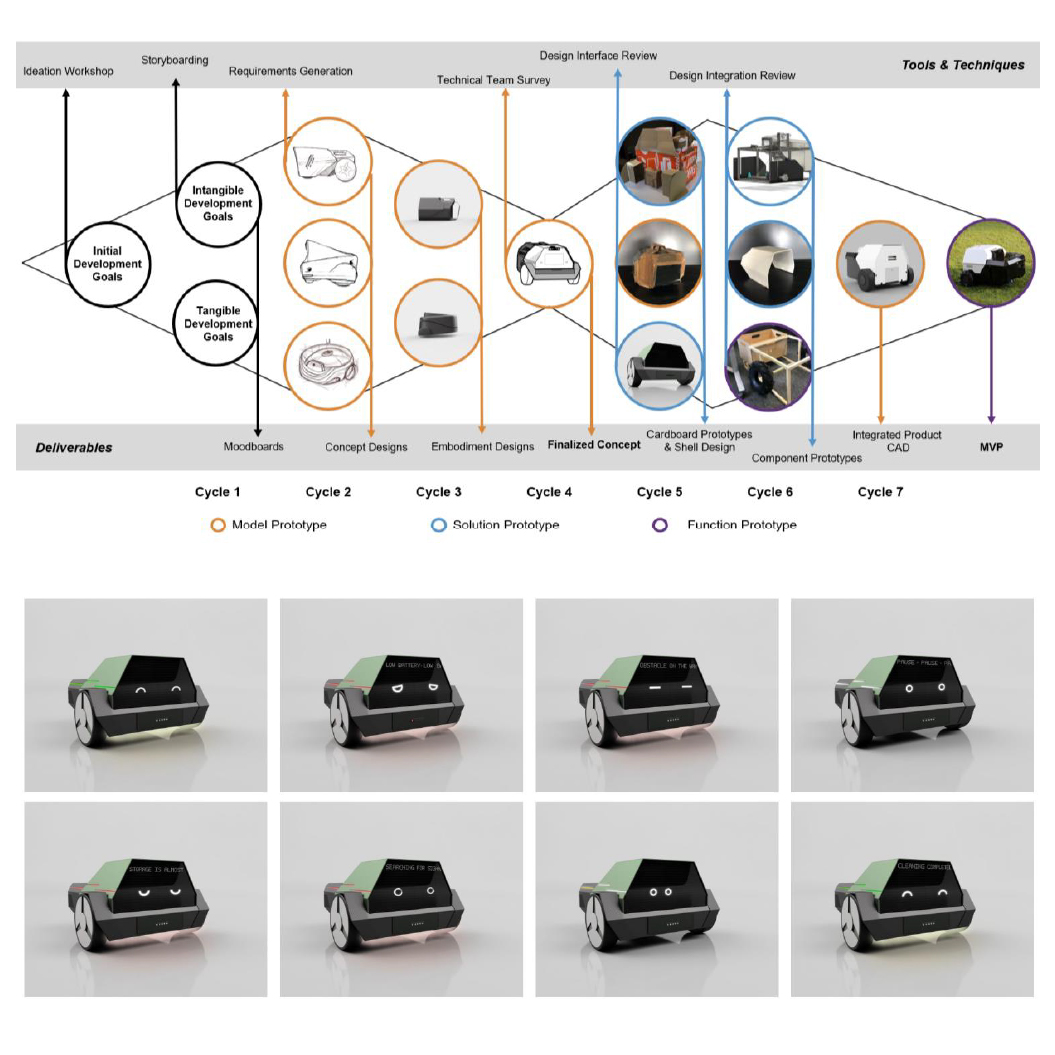 Design Interface Review
Storyboarding
Tools & Techniques
Ideation Workshop
Requirements Generation
Technical Team Survey
Design Integration Review
Intangible
Development
Goals
Initial
Development
Goals
Tangible
Development
Goals
Deliverables
Moodboards
Concept Designs
Embodiment Designs
Finalized Concept
Cardboard Prototypes
& Shell Design
Component Prototypes
Integrated Product
CAD
MVP
Cycle 1
Cycle 2
Cycle 3
Cycle 4
Cycle 5
Cycle 6
Cycle 7
Model Prototype
Solution Prototype
Function Prototype
LOW BATTERY-LOW
OBSTACLE ON THE
PAUSE - PAUSE -
STORAGE IS ALMOST
SEARCHING FOR
CLEANING